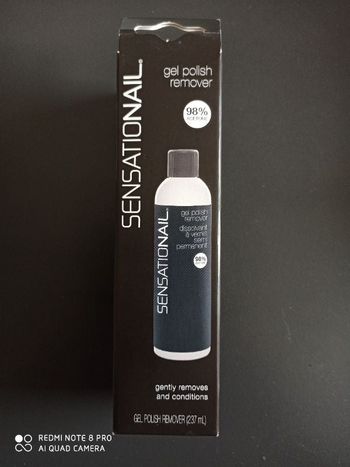 SENSATIONAIL®
gel polish
remover
98%
ACETONE
SENSATIONAIL
gel polish
remover
dissolvant
à vernis
semi
permanent
98%
gently removes
and conditions
GEL POLISH REMOVER (237 mL)
REDMI NOTE 8 PRO
AI QUAD CAMERA